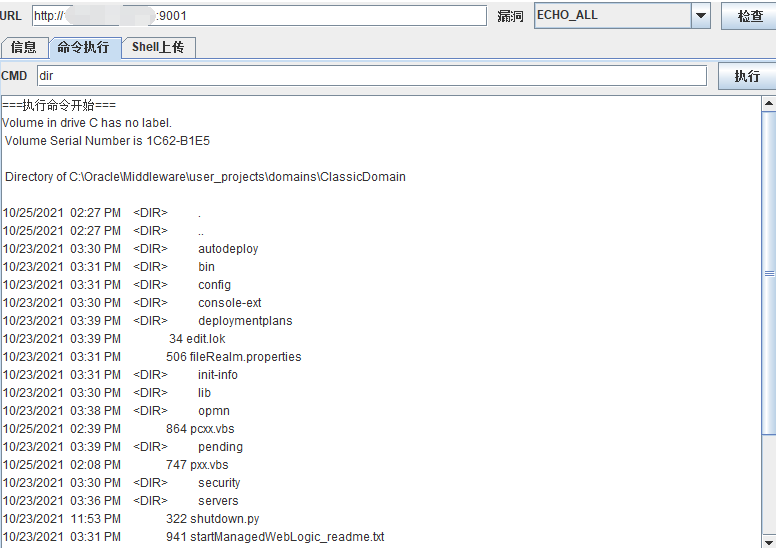 URL http:// :9001 漏洞 ECHO_ALL 检查
信息 命令执行 Shell上传
CMD dir 执行
===执行命令开始===
Volume in drive C has no label.
Volume Serial Number is 1C62-B1E5
Directory of C:\Oracle\Middleware\user_projects\domains\ClassicDomain
10/25/2021 02:27 PM <DIR> .
10/25/2021 02:27 PM <DIR> ..
10/23/2021 03:30 PM <DIR> autodeploy
10/23/2021 03:31 PM <DIR> bin
10/23/2021 03:31 PM <DIR> config
10/23/2021 03:30 PM <DIR> console-ext
10/23/2021 03:39 PM <DIR> deploymentplans
10/23/2021 03:39 PM 34 edit.lok
10/23/2021 03:31 PM 506 fileRealm.properties
10/23/2021 03:31 PM <DIR> init-info
10/23/2021 03:30 PM <DIR> lib
10/23/2021 03:38 PM <DIR> opmn
10/25/2021 02:39 PM 864 pcxx.vbs
10/23/2021 03:39 PM <DIR> pending
10/25/2021 02:08 PM 747 pxx.vbs
10/23/2021 03:30 PM <DIR> security
10/23/2021 03:36 PM <DIR> servers
10/23/2021 11:53 PM 322 shutdown.py
10/23/2021 03:31 PM 941 startManagedWebLogic_readme.txt